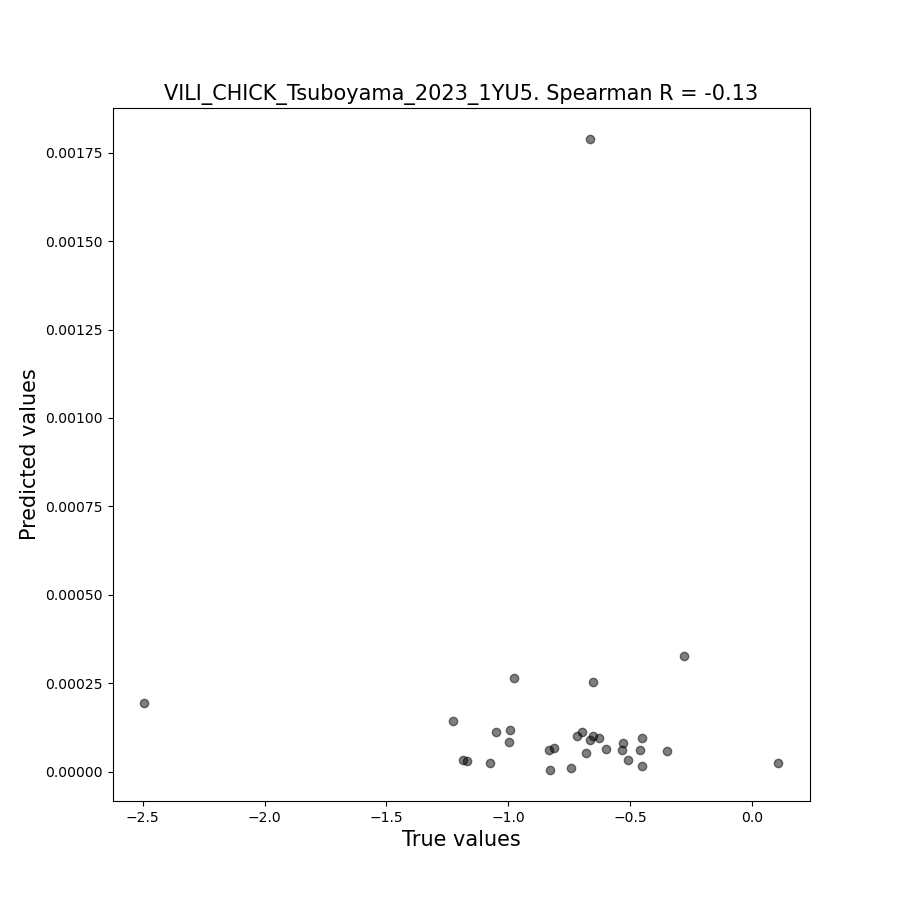 VILI_CHICK_Tsuboyama_2023_1YU5. Spearman R = -0.13
Predicted values
0.00175
0.00150
0.00125
0.00100
0.00075
0.00050
0.00025
0.00000
−2.5 −2.0 −1.5 −1.0 −0.5 0.0
True values